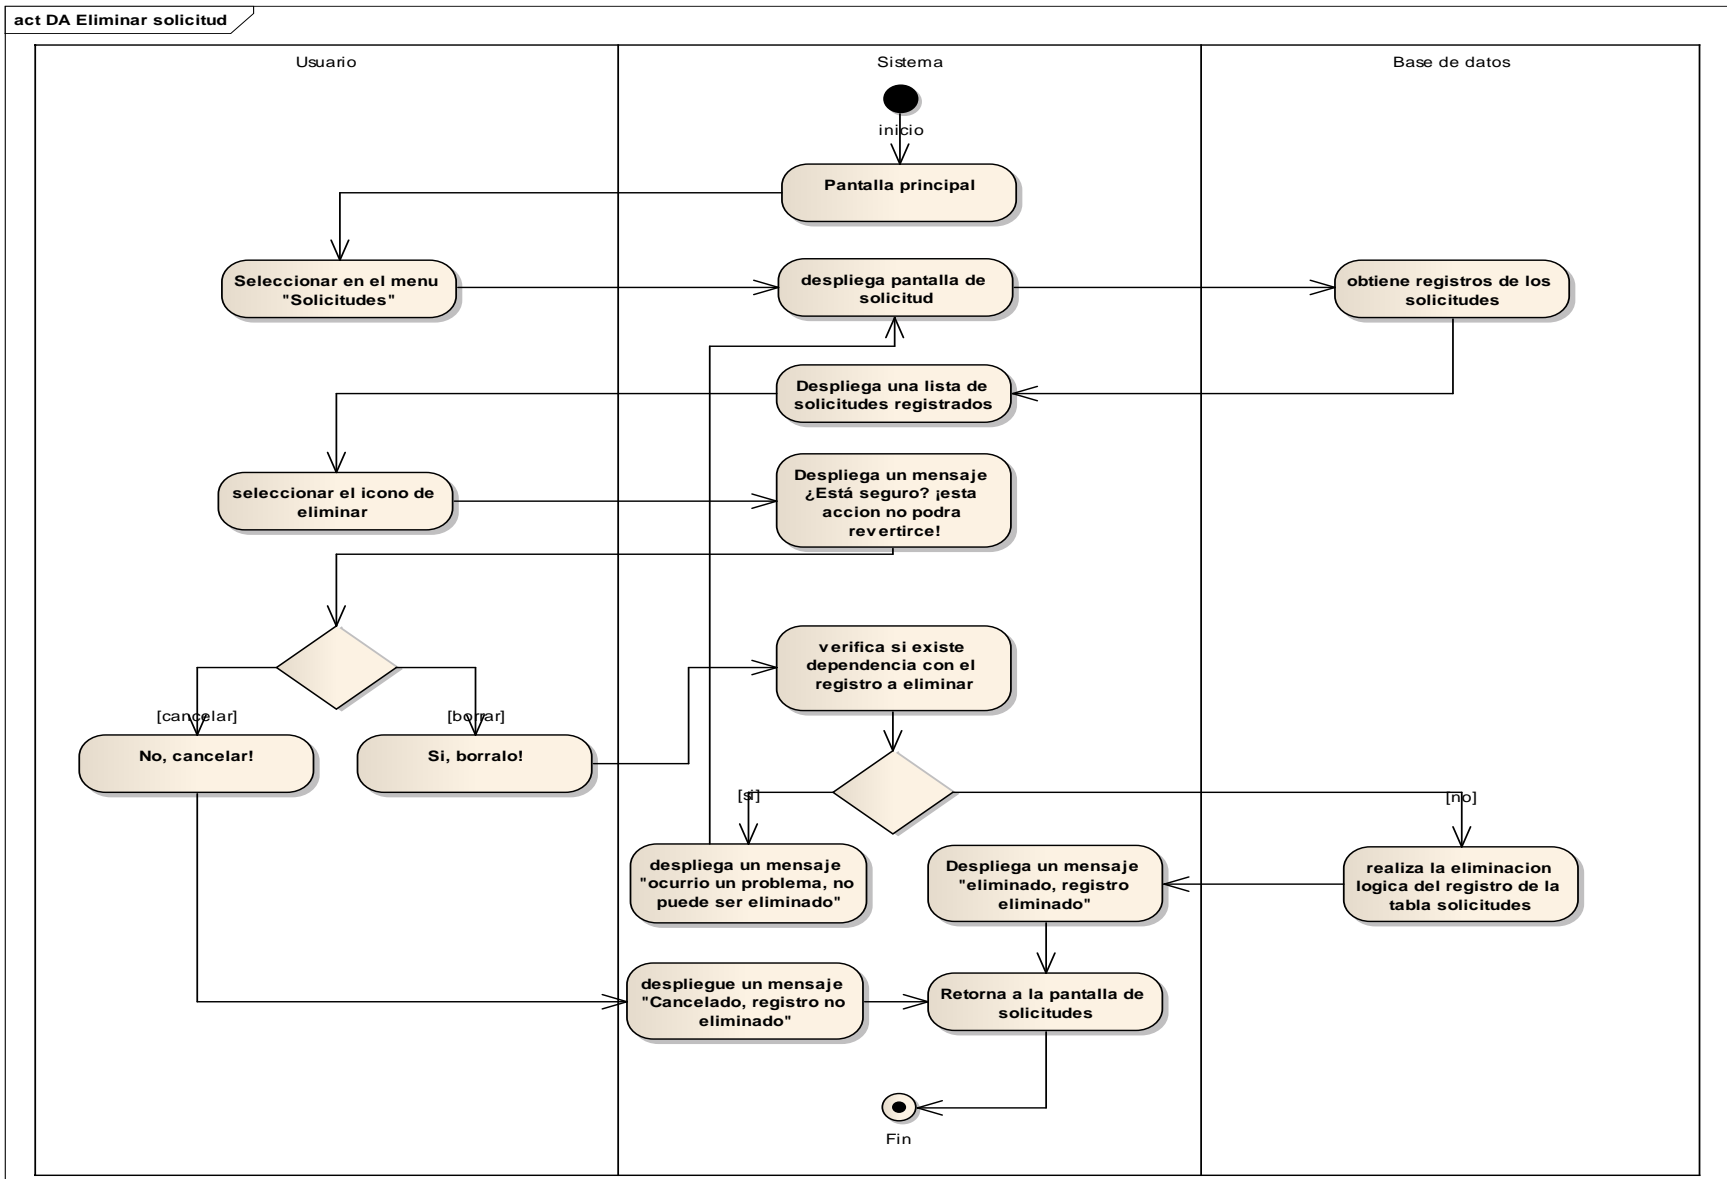 act DA Eliminar solicitud
Usuario
Sistema
Base de datos
inicio
Pantalla principal
Seleccionar en el menu
"Solicitudes"
despliega pantalla de
solicitud
obtiene registros de los
solicitudes
Despliega una lista de
solicitudes registrados
seleccionar el icono de
eliminar
Despliega un mensaje
¿Está seguro? ¡esta
accion no podra
revertirce!
verifica si existe
dependencia con el
registro a eliminar
[cancelar]
[borrar]
No, cancelar!
Si, borralo!
[si]
[no]
despliega un mensaje
"ocurrio un problema, no
puede ser eliminado"
Despliega un mensaje
"eliminado, registro
eliminado"
realiza la eliminacion
logica del registro de la
tabla solicitudes
despliegue un mensaje
"Cancelado, registro no
eliminado"
Retorna a la pantalla de
solicitudes
Fin